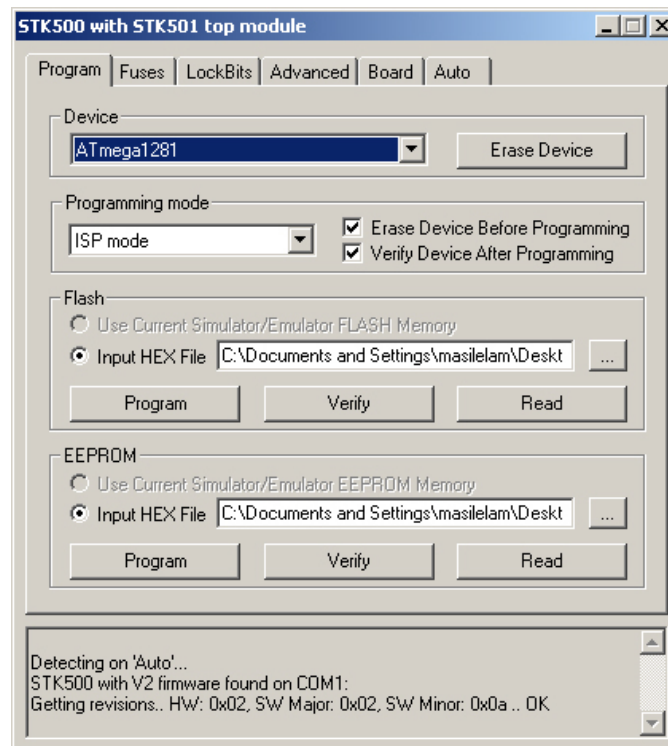 STK500 with STK501 top module
Program Fuses LockBits Advanced Board Auto
Device
ATmega1281 Erase Device
Programming mode
ISP mode
Erase Device Before Programming
Verify Device After Programming
Flash
Use Current Simulator/Emulator FLASH Memory
Input HEX File C:\Documents and Settings\masilelam\Deskt ...
Program Verify Read
EEPROM
Use Current Simulator/Emulator EEPROM Memory
Input HEX File C:\Documents and Settings\masilelam\Deskt ...
Program Verify Read
Detecting on 'Auto'...
STK500 with V2 firmware found on COM1:
Getting revisions.. HW: 0x02, SW Major: 0x02, SW Minor: 0x0a .. OK